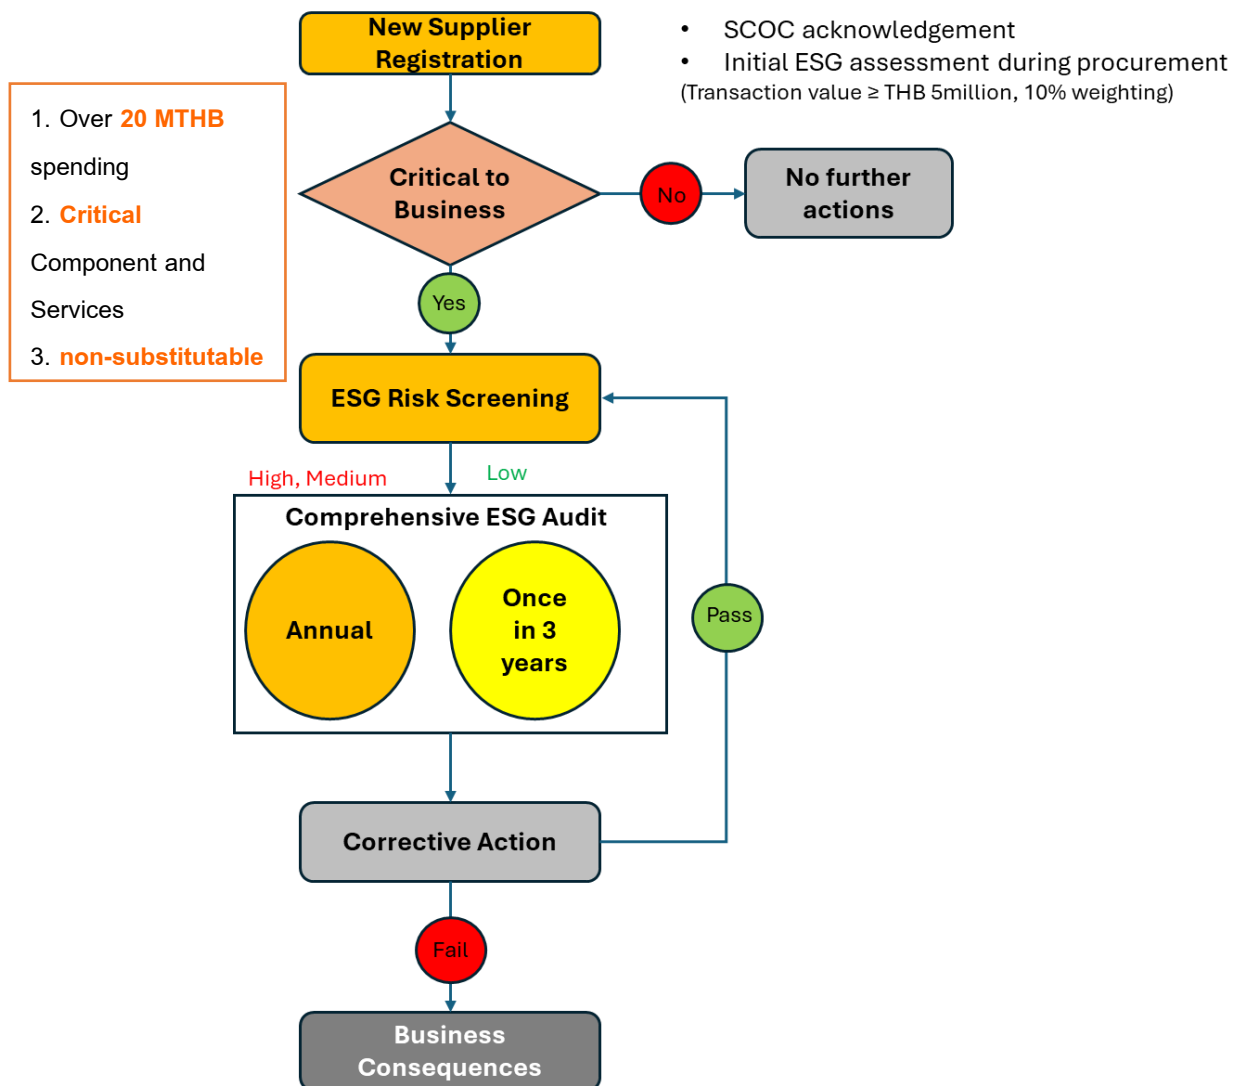 New Supplier
Registration
• SCOC acknowledgement
• Initial ESG assessment during procurement
(Transaction value ≥ THB 5million, 10% weighting)
1. Over 20 MTHB
spending
2. Critical
Component and
Services
3. non-substitutable
Critical to
Business
No
No further
actions
Yes
ESG Risk Screening
High, Medium
Low
Comprehensive ESG Audit
Annual
Once
in 3
years
Pass
Corrective Action
Fail
Business
Consequences